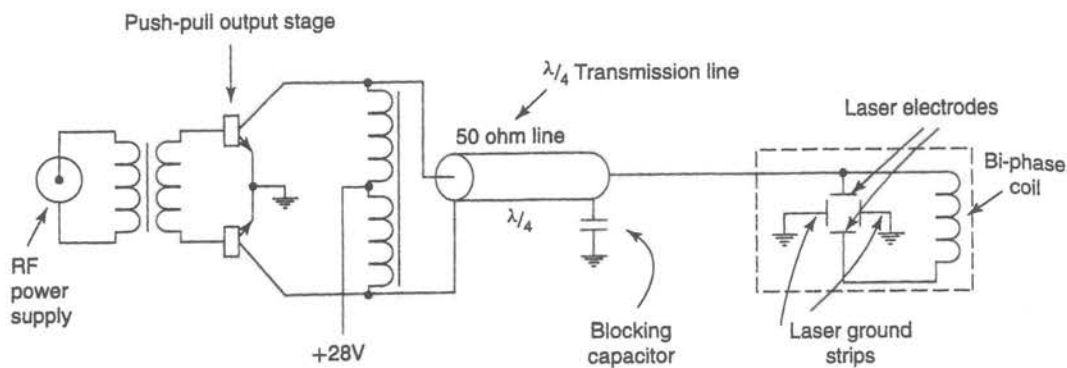 Push-pull output stage
λ/4 Transmission line
50 ohm line
λ/4
Laser electrodes
Bi-phase
coil
RF
power
supply
+28V
Blocking
capacitor
Laser ground
strips